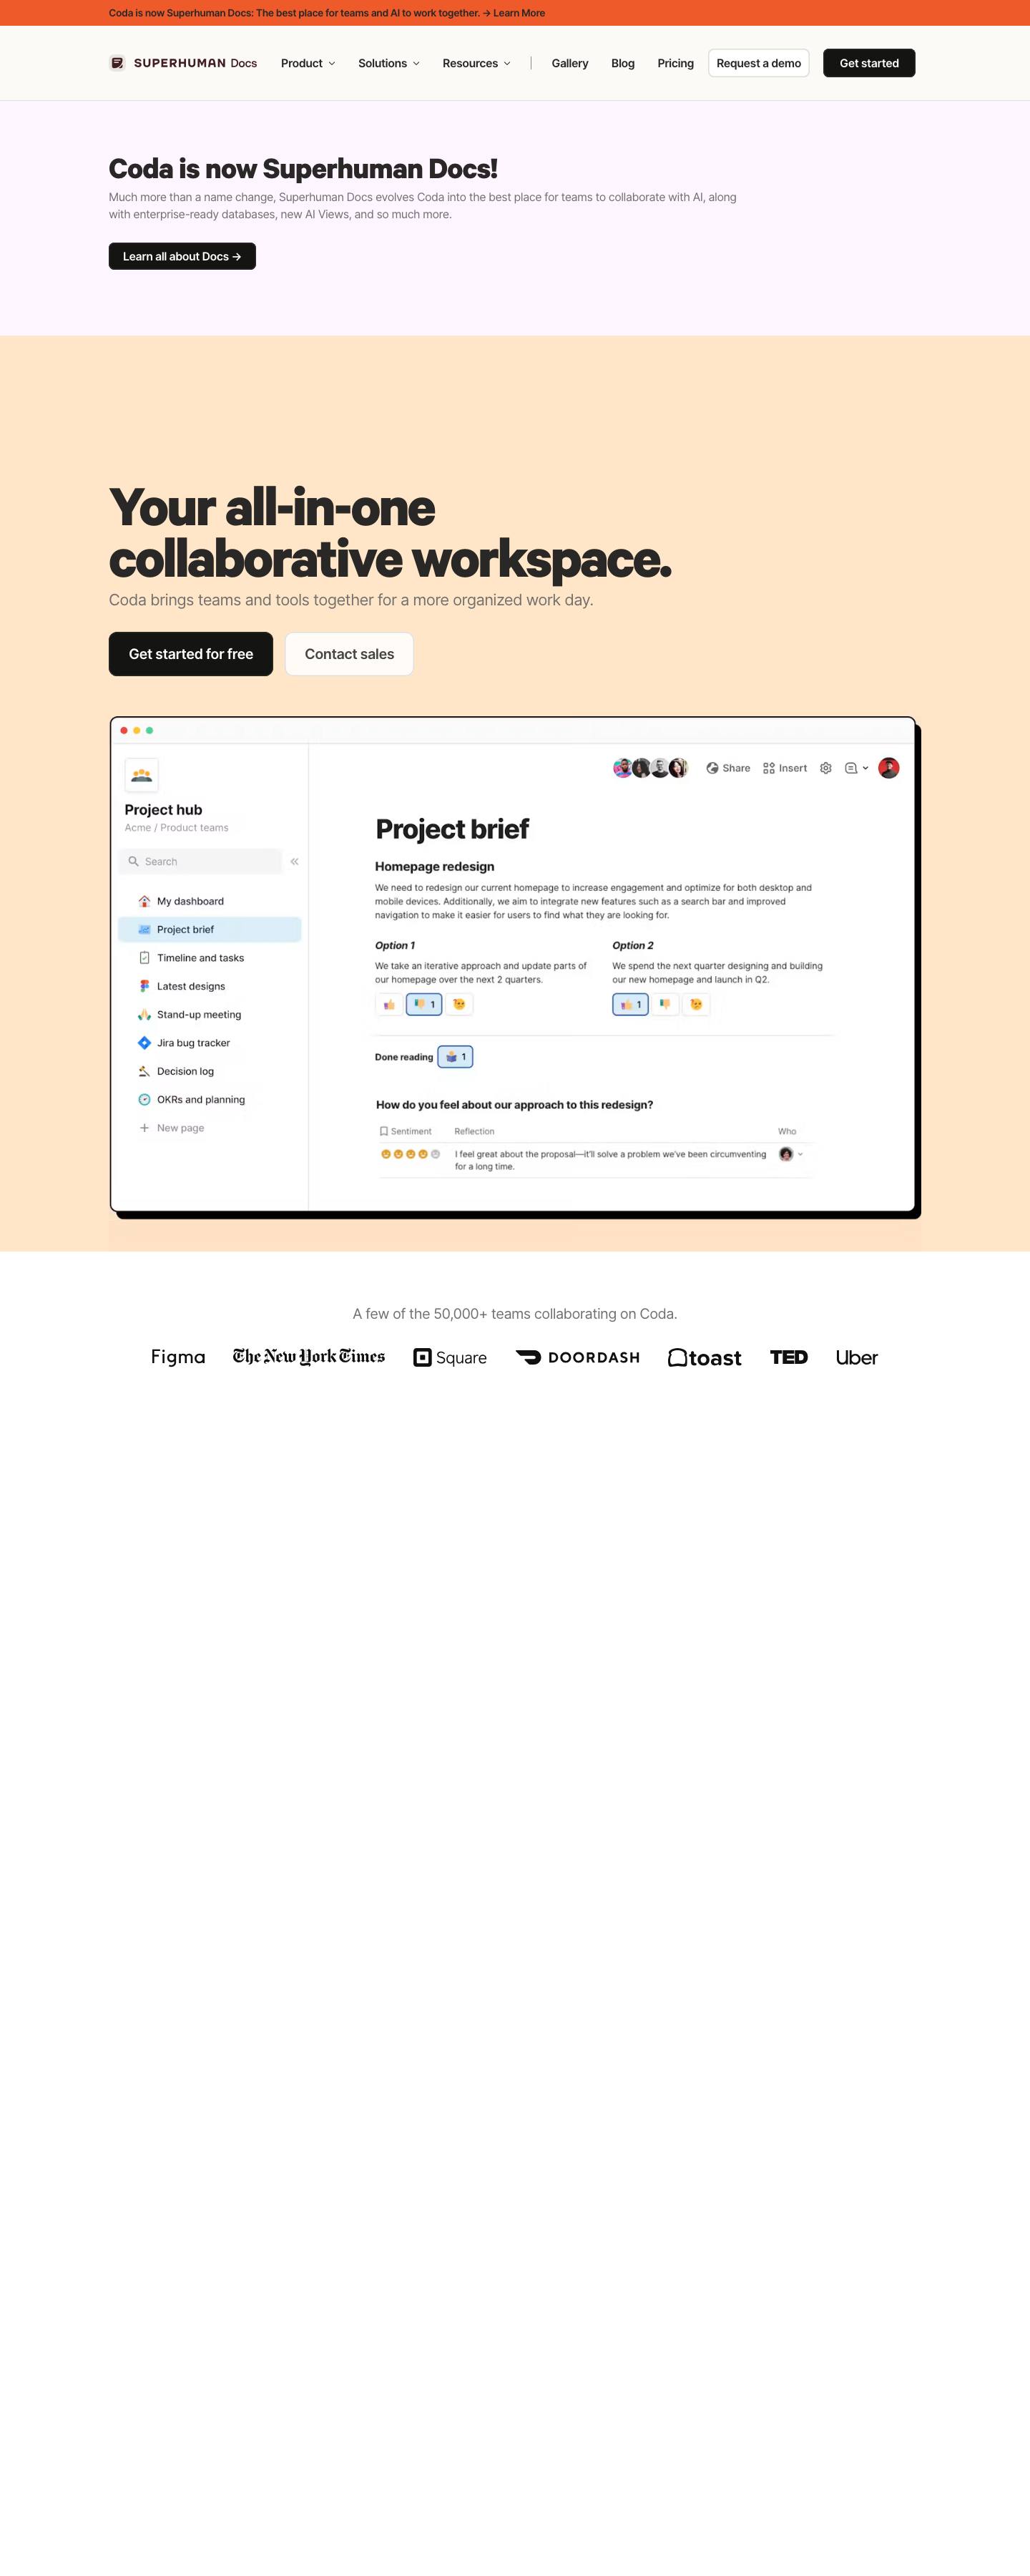 Coda is now Superhuman Docs: The best place for teams and AI to work together. → Learn More
SUPERHUMAN Docs
Product
Solutions
Resources
Gallery
Blog
Pricing
Request a demo
Get started
Coda is now Superhuman Docs!
Much more than a name change, Superhuman Docs evolves Coda into the best place for teams to collaborate with AI, along
with enterprise-ready databases, new AI Views, and so much more.
Learn all about Docs →
Your all-in-one
collaborative workspace.
Coda brings teams and tools together for a more organized work day.
Get started for free
Contact sales
Share
Insert
Project hub
Acme / Product teams
Search
My dashboard
Project brief
Timeline and tasks
Latest designs
Stand-up meeting
Jira bug tracker
Decision log
OKRs and planning
New page
Project brief
Homepage redesign
We need to redesign our current homepage to increase engagement and optimize for both desktop and
mobile devices. Additionally, we aim to integrate new features such as a search bar and improved
navigation to make it easier for users to find what they are looking for.
Option 1
We take an iterative approach and update parts of
our homepage over the next 2 quarters.
1
Option 2
We spend the next quarter designing and building
our new homepage and launch in Q2.
1
Done reading 1
How do you feel about our approach to this redesign?
Sentiment Reflection Who
I feel great about the proposal—it'll solve a problem we've been circumventing
for a long time.
A few of the 50,000+ teams collaborating on Coda.
Figma
The New York Times
Square
DOORDASH
toast
TED
Uber